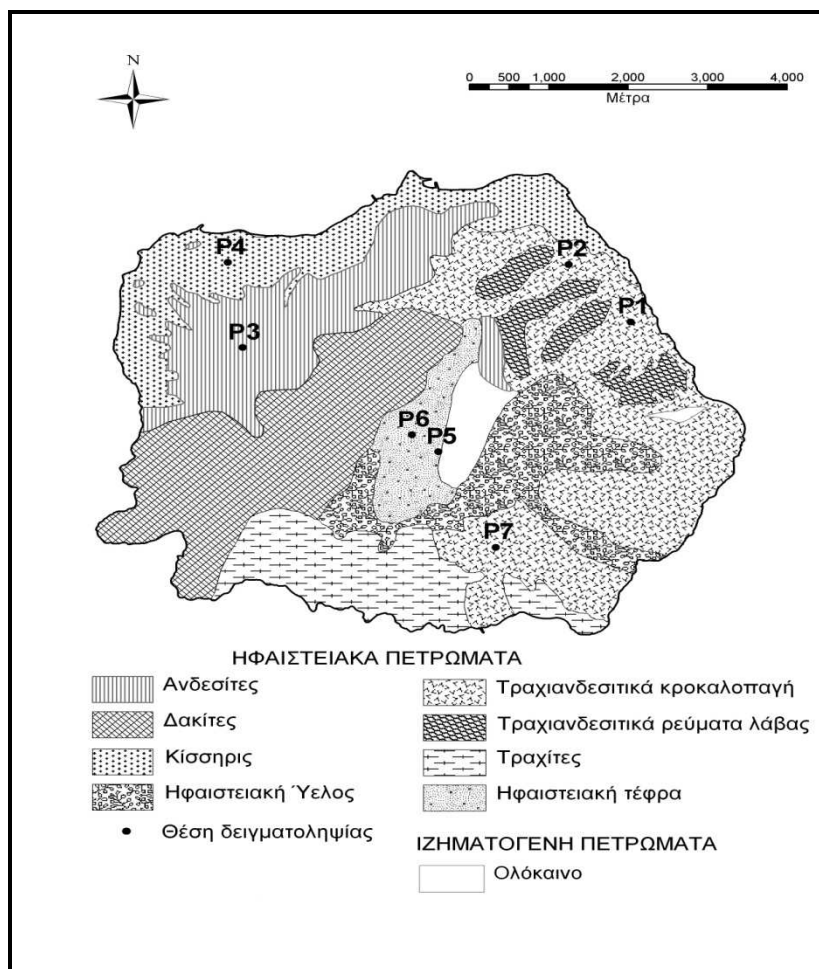 N
0 500 1,000 2,000 3,000 4,000
Μέτρα
P4
P2
P1
P3
P6
P5
P7
ΗΦΑΙΣΤΕΙΑΚΑ ΠΕΤΡΩΜΑΤΑ
Ανδεσίτες
Δακίτες
Κίσσηρις
Ηφαιστειακή Ύελος
Θέση δειγματοληψίας
Τραχιανδεσιτικά κροκαλοπαγή
Τραχιανδεσιτικά ρεύματα λάβας
Τραχίτες
Ηφαιστειακή τέφρα
ΙΖΗΜΑΤΟΓΕΝΗ ΠΕΤΡΩΜΑΤΑ
Ολόκαινο